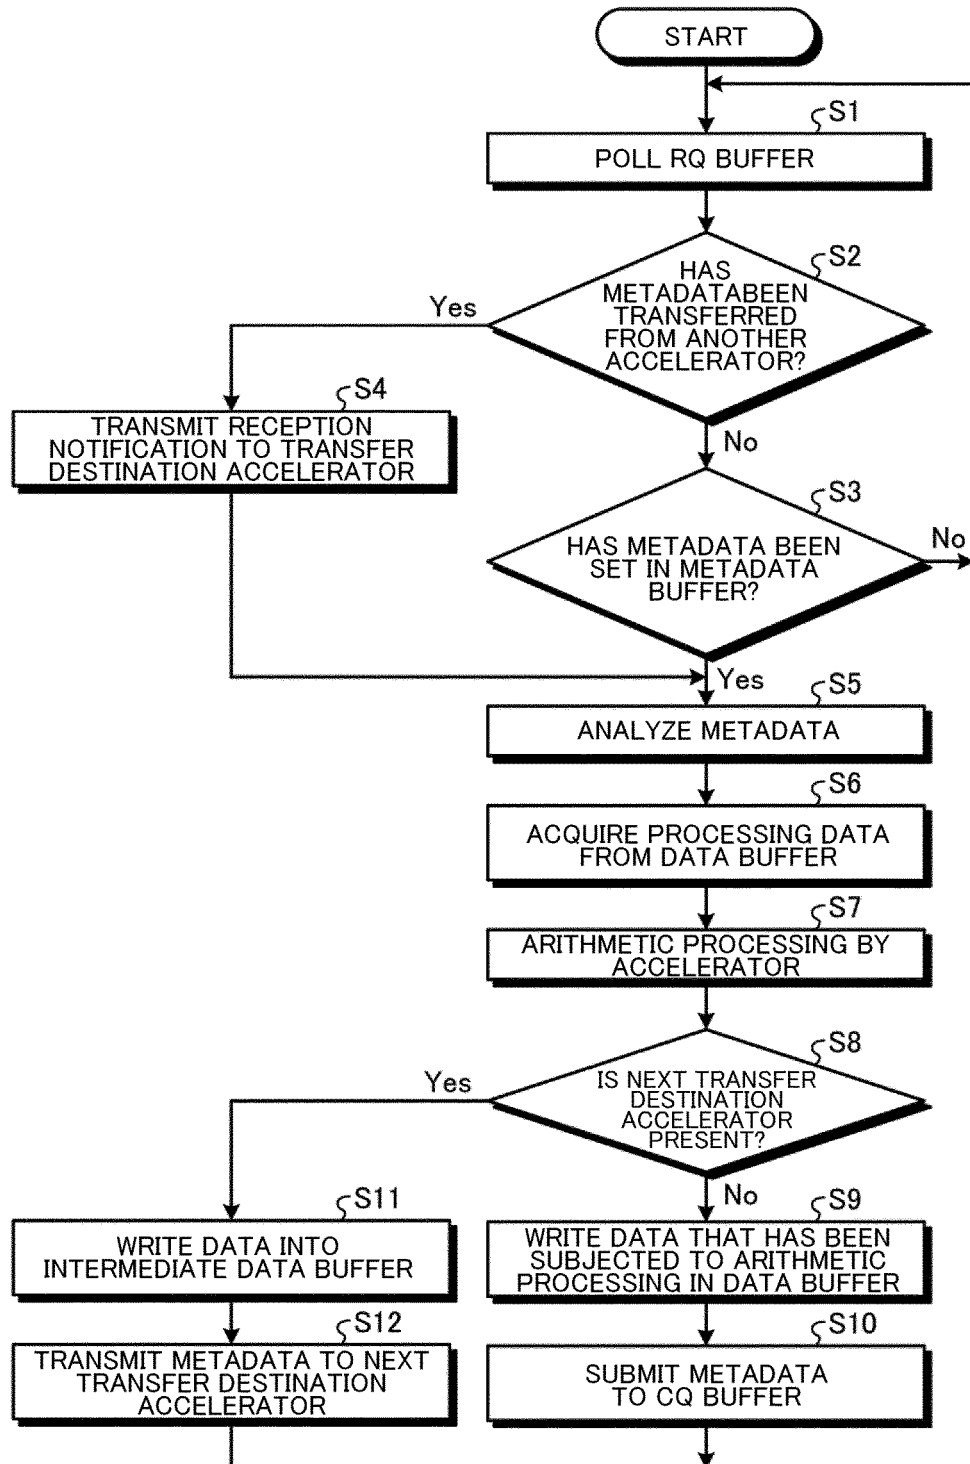 START
S1
POLL RQ BUFFER
S2
HAS
METADATABEEN
TRANSFERRED
FROM ANOTHER
ACCELERATOR?
Yes
No
S4
TRANSMIT RECEPTION
NOTIFICATION TO TRANSFER
DESTINATION ACCELERATOR
S3
HAS METADATA BEEN
SET IN METADATA
BUFFER?
No
Yes
S5
ANALYZE METADATA
S6
ACQUIRE PROCESSING DATA
FROM DATA BUFFER
S7
ARITHMETIC PROCESSING BY
ACCELERATOR
S8
IS NEXT TRANSFER
DESTINATION
ACCELERATOR
PRESENT?
Yes
No
S11
WRITE DATA INTO
INTERMEDIATE DATA BUFFER
S9
WRITE DATA THAT HAS BEEN
SUBJECTED TO ARITHMETIC
PROCESSING IN DATA BUFFER
S12
TRANSMIT METADATA TO NEXT
TRANSFER DESTINATION
ACCELERATOR
S10
SUBMIT METADATA
TO CQ BUFFER